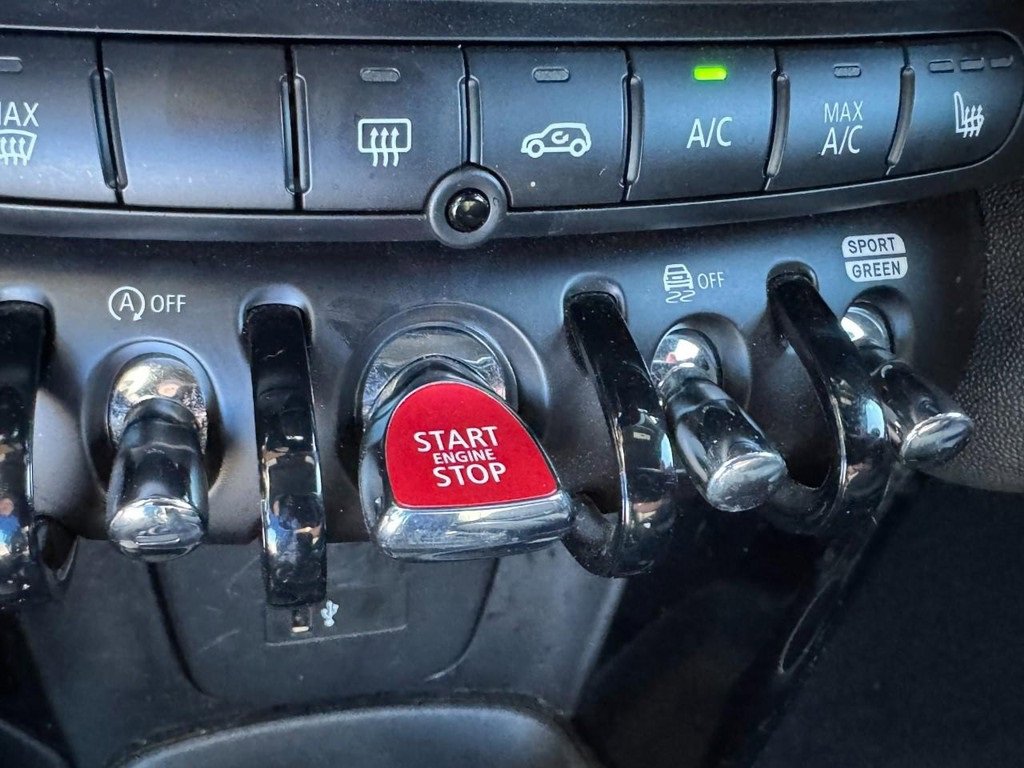 MAX
A/C
MAX
A/C
SPORT
GREEN
A OFF
OFF
START
ENGINE
STOP